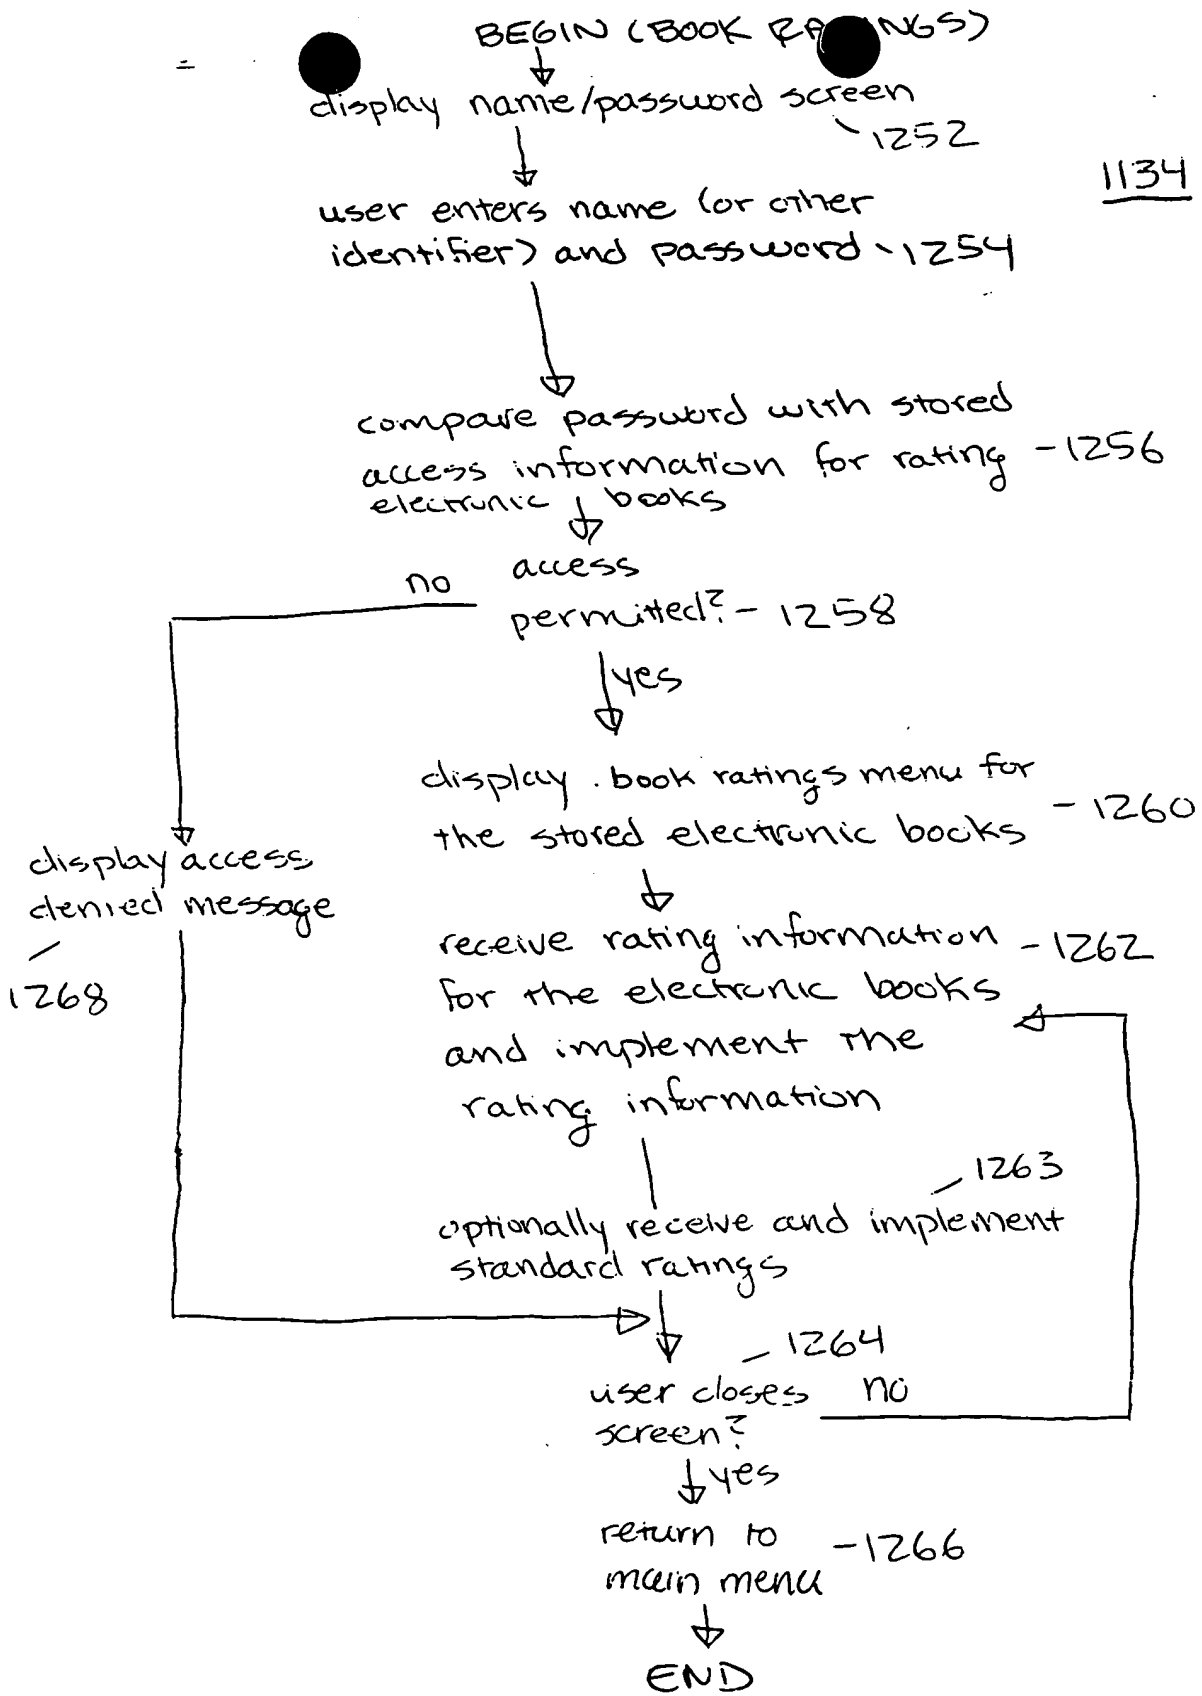 BEGIN (BOOK RA NGS)
display name/password screen
1252
1134
user enters name (or other
identifier) and password 1254
compare password with stored
access information for rating - 1256
electronic books
access
no
permitted? - 1258
yes
display book ratings menu for
the stored electronic books - 1260
display access
denied message
1268
receive rating information - 1262
for the electronic books
and implement the
rating information
1263
optionally receive and implement
standard ratings
1264
user closes no
screen?
yes
return to
main menu - 1266
END